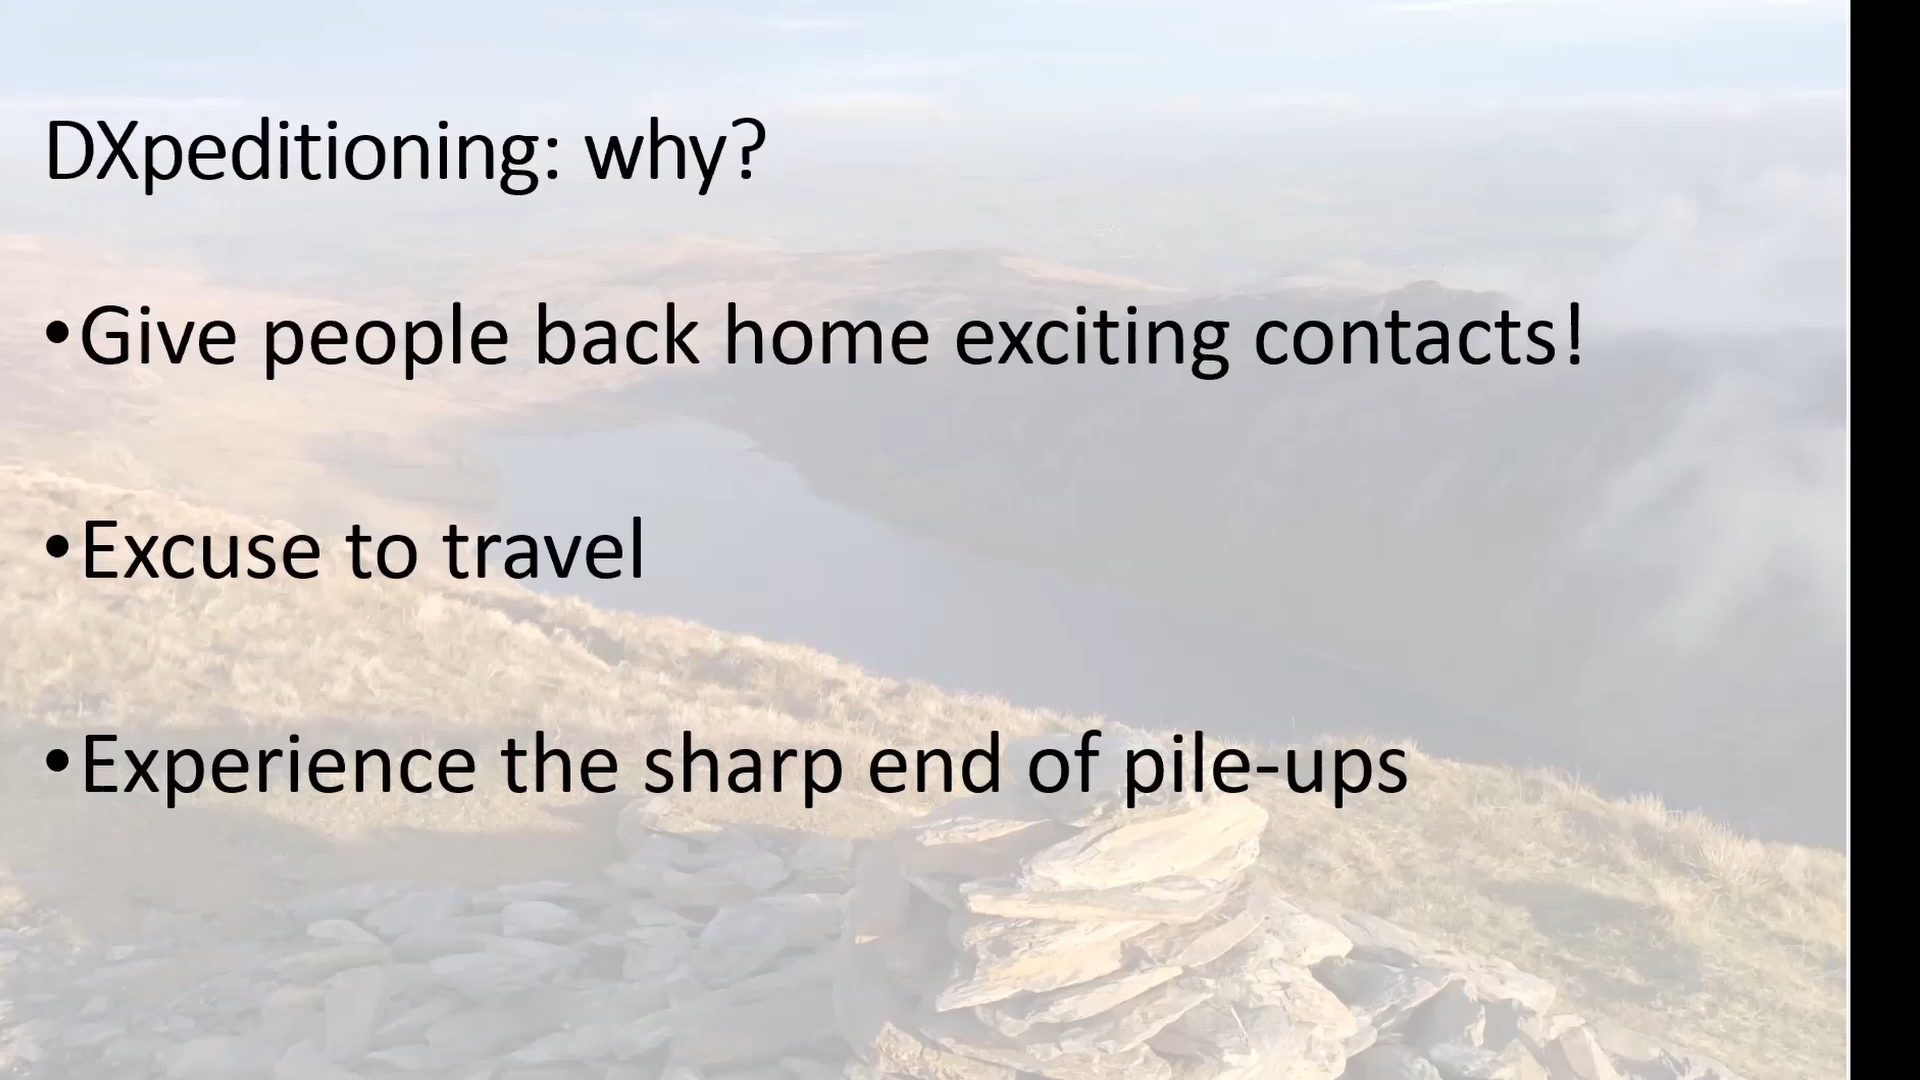 DXpeditioning: why?
•Give people back home exciting contacts!
•Excuse to travel
•Experience the sharp end of pile-ups